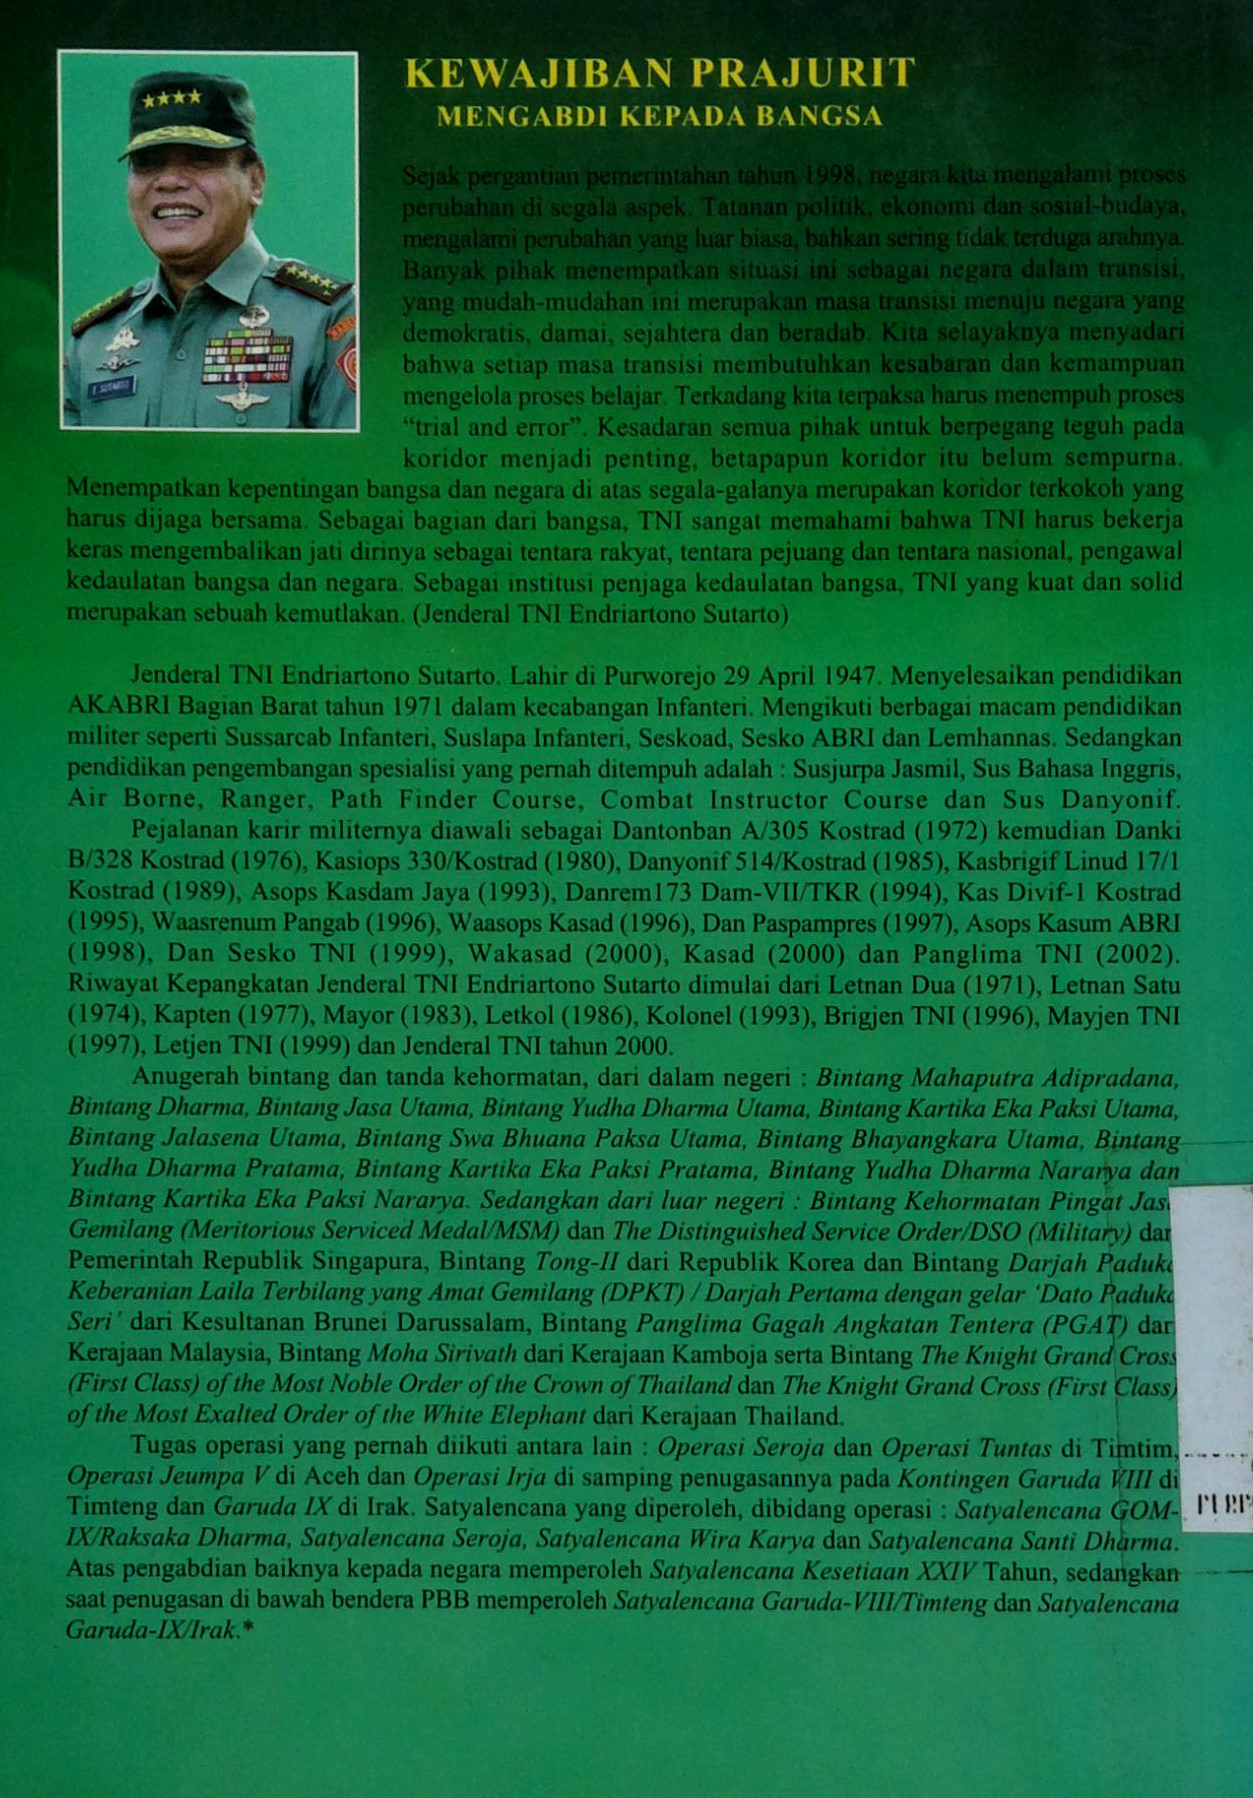 KEWAJIBAN PRAJURIT
MENGABDI KEPADA BANGSA
Sejak pergantian pemerintahan tahun 1998, negara kita mengalami proses
perubahan di segala aspek. Tatanan politik, ekonomi dan sosial-budaya,
mengalami perubahan yang luar biasa, bahkan sering tidak terduga arahnya.
Banyak pihak menempatkan situasi ini sebagai negara dalam transisi,
yang mudah-mudahan ini merupakan masa transisi menuju negara yang
demokratis, damai, sejahtera dan beradab. Kita selayaknya menyadari
bahwa setiap masa transisi membutuhkan kesabaran dan kemampuan
mengelola proses belajar. Terkadang kita terpaksa harus menempuh proses
“trial and error”. Kesadaran semua pihak untuk berpegang teguh pada
koridor menjadi penting, betapapun koridor itu belum sempurna.
Menempatkan kepentingan bangsa dan negara di atas segala-galanya merupakan koridor terkokoh yang
harus dijaga bersama. Sebagai bagian dari bangsa, TNI sangat memahami bahwa TNI harus bekerja
keras mengembalikan jati dirinya sebagai tentara rakyat, tentara pejuang dan tentara nasional, pengawal
kedaulatan bangsa dan negara. Sebagai institusi penjaga kedaulatan bangsa, TNI yang kuat dan solid
merupakan sebuah kemutlakan. (Jenderal TNI Endriartono Sutarto)
Jenderal TNI Endriartono Sutarto. Lahir di Purworejo 29 April 1947. Menyelesaikan pendidikan
AKABRI Bagian Barat tahun 1971 dalam kecabangan Infanteri. Mengikuti berbagai macam pendidikan
militer seperti Sussarcab Infanteri, Suslapa Infanteri, Seskoad, Sesko ABRI dan Lemhannas. Sedangkan
pendidikan pengembangan spesialisi yang pernah ditempuh adalah : Susjurpa Jasmil, Sus Bahasa Inggris,
Air Borne, Ranger, Path Finder Course, Combat Instructor Course dan Sus Danyonif.
Pejalanan karir militernya diawali sebagai Dantonban A/305 Kostrad (1972) kemudian Danki
B/328 Kostrad (1976), Kasiops 330/Kostrad (1980), Danyonif 514/Kostrad (1985), Kasbrigif Linud 17/1
Kostrad (1989), Asops Kasdam Jaya (1993), Danrem173 Dam-VII/TKR (1994), Kas Divif-1 Kostrad
(1995), Waasrenum Pangab (1996), Waasops Kasad (1996), Dan Paspampres (1997), Asops Kasum ABRI
(1998), Dan Sesko TNI (1999), Wakasad (2000), Kasad (2000) dan Panglima TNI (2002).
Riwayat Kepangkatan Jenderal TNI Endriartono Sutarto dimulai dari Letnan Dua (1971), Letnan Satu
(1974), Kapten (1977), Mayor (1983), Letkol (1986), Kolonel (1993), Brigjen TNI (1996), Mayjen TNI
(1997), Letjen TNI (1999) dan Jenderal TNI tahun 2000.
Anugerah bintang dan tanda kehormatan, dari dalam negeri : Bintang Mahaputra Adipradana,
Bintang Dharma, Bintang Jasa Utama, Bintang Yudha Dharma Utama, Bintang Kartika Eka Paksi Utama,
Bintang Jalasena Utama, Bintang Swa Bhuana Paksa Utama, Bintang Bhayangkara Utama, Bintang
Yudha Dharma Pratama, Bintang Kartika Eka Paksi Pratama, Bintang Yudha Dharma Nararya dan
Bintang Kartika Eka Paksi Nararya. Sedangkan dari luar negeri : Bintang Kehormatan Pingat Jasa
Gemilang (Meritorious Serviced Medal/MSM) dan The Distinguished Service Order/DSO (Military) dari
Pemerintah Republik Singapura, Bintang Tong-II dari Republik Korea dan Bintang Darjah Paduka
Keberanian Laila Terbilang yang Amat Gemilang (DPKT) / Darjah Pertama dengan gelar ‘Dato Paduka
Seri’ dari Kesultanan Brunei Darussalam, Bintang Panglima Gagah Angkatan Tentera (PGAT) dari
Kerajaan Malaysia, Bintang Moha Sirivath dari Kerajaan Kamboja serta Bintang The Knight Grand Cross
(First Class) of the Most Noble Order of the Crown of Thailand dan The Knight Grand Cross (First Class)
of the Most Exalted Order of the White Elephant dari Kerajaan Thailand.
Tugas operasi yang pernah diikuti antara lain : Operasi Seroja dan Operasi Tuntas di Timtim,
Operasi Jeumpa V di Aceh dan Operasi Irja di samping penugasannya pada Kontingen Garuda VIII di
Timteng dan Garuda IX di Irak. Satyalencana yang diperoleh, dibidang operasi : Satyalencana GOM-
IX/Raksaka Dharma, Satyalencana Seroja, Satyalencana Wira Karya dan Satyalencana Santi Dharma.
Atas pengabdian baiknya kepada negara memperoleh Satyalencana Kesetiaan XXIV Tahun, sedangkan
saat penugasan di bawah bendera PBB memperoleh Satyalencana Garuda-VIII/Timteng dan Satyalencana
Garuda-IX/Irak.*
E. SUTARTO